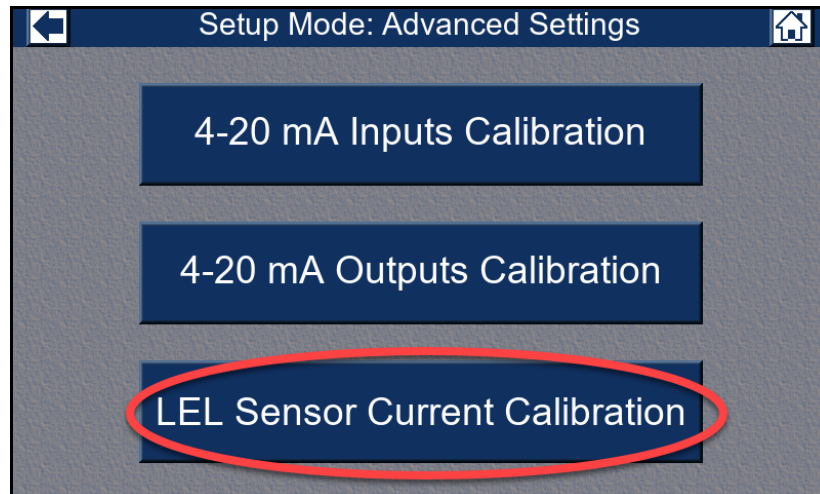 Setup Mode: Advanced Settings
4-20 mA Inputs Calibration
4-20 mA Outputs Calibration
LEL Sensor Current Calibration